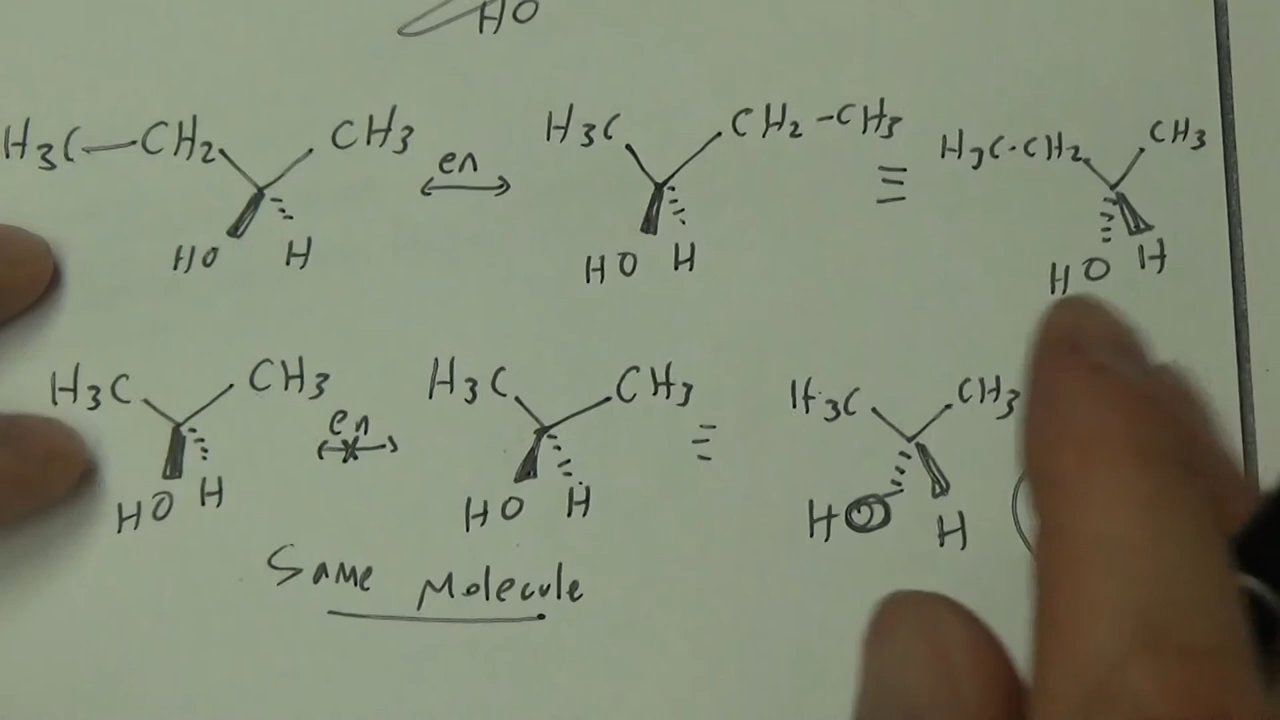 HO
H3C—CH2 CH3 en H3C CH2-CH3 ≡ H3C-CH2 CH3
HO H HO H HO H
H3C CH3 en H3C CH3 ≡ H3C CH3
HO H HO H HO H
Same Molecule